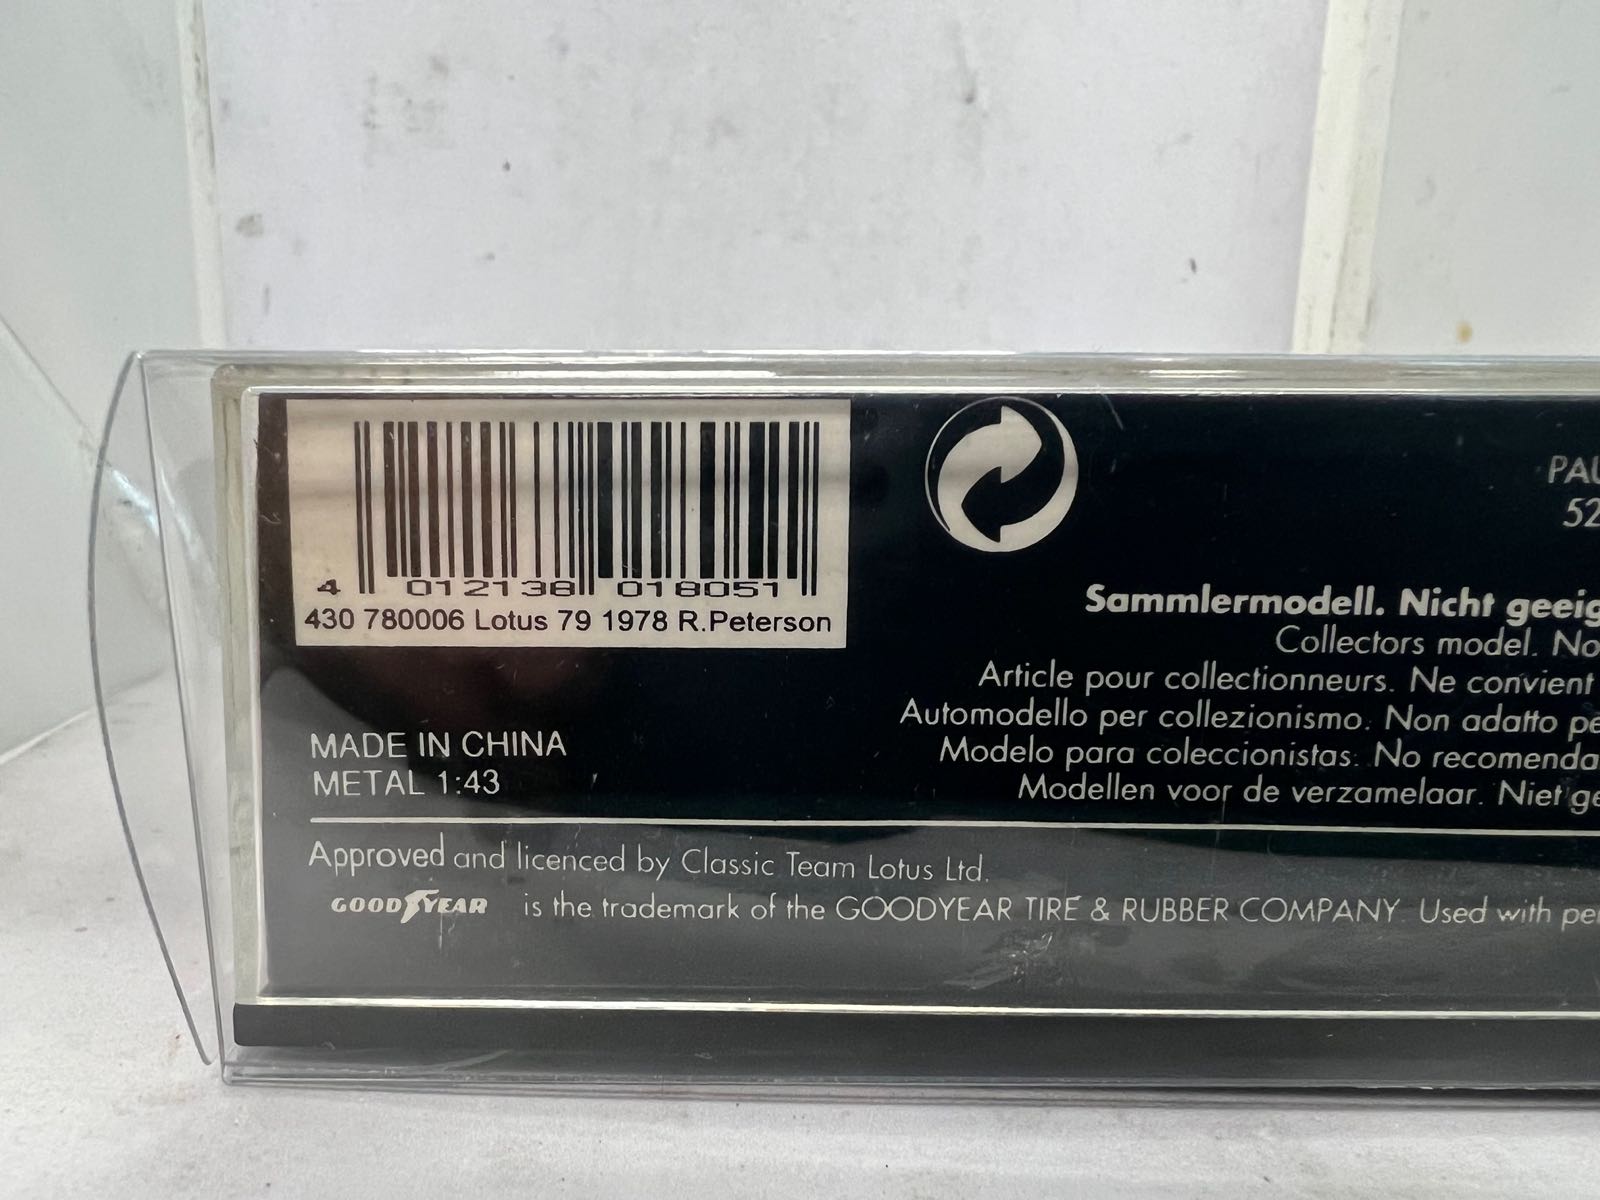 4 012138 018051
430 780006 Lotus 79 1978 R.Peterson
MADE IN CHINA
METAL 1:43
PAU
52
Sammlermodell. Nicht geeig
Collectors model. No
Article pour collectionneurs. Ne convient
Automodello per collezionismo. Non adatto pe
Modelo para coleccionistas. No recomenda
Modellen voor de verzamelaar. Niet ge
Approved and licenced by Classic Team Lotus Ltd.
GOODYEAR is the trademark of the GOODYEAR TIRE & RUBBER COMPANY. Used with per